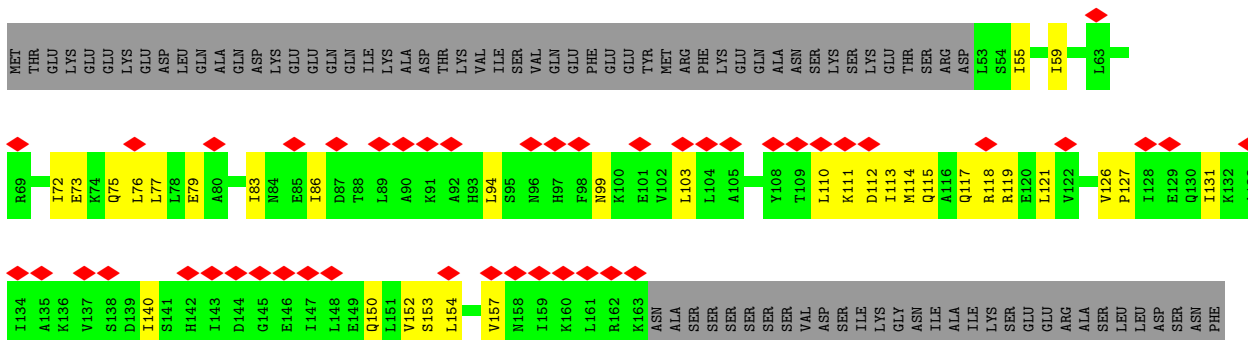 MET THR GLU LYS GLU GLU LYS GLU ASP LEU GLN ALA GLN ASP LYS GLU GLU GLN GLN ILE LYS ALA ASP THR LYS VAL ILE SER VAL GLN GLU PHE GLU GLU TYR MET ARG PHE LYS GLU GLN ALA ASN SER LYS SER LYS GLU THR SER ARG ASP L53 S54 I55 I59 L63
R69 I72 E73 K74 Q75 L76 L77 L78 E79 A80 I83 N84 E85 I86 D87 T88 L89 A90 K91 A92 H93 L94 S95 N96 H97 F98 N99 K100 E101 V102 L103 L104 A105 Y108 T109 L110 K111 D112 I113 M114 Q115 A116 Q117 R118 R119 E120 L121 V122 V126 P127 I128 E129 Q130 I131 K132
I134 A135 K136 V137 S138 D139 I140 S141 H142 I143 D144 G145 E146 I147 L148 E149 Q150 L151 V152 S153 L154 V157 N158 I159 K160 L161 R162 K163 ASN ALA SER SER SER SER SER SER VAL ASP SER ILE LYS GLY ASN ILE ALA ILE LYS SER GLU GLU ARG ALA SER LEU LEU ASP SER ASN PHE